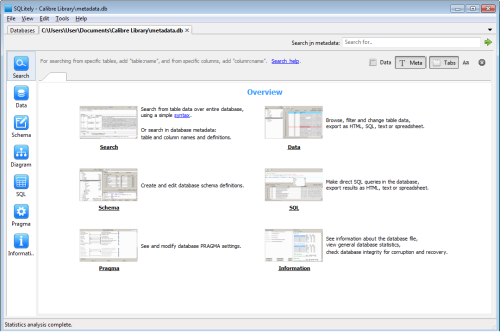 SQLitely - Calibre Library\metadata.db
File View Edit Tools Help
Databases C:\Users\User\Documents\Calibre Library\metadata.db ×
Search in metadata: Search for..
For searching from specific tables, add "table:name", and from specific columns, add "column:name". Search help.
Data Meta Tabs Aa
Search
Data
Schema
Diagram
SQL
Pragma
Informati..
Overview
Search from table data over entire database,
using a simple syntax.
Or search in database metadata:
table and column names and definitions.
Search
Browse, filter and change table data,
export as HTML, SQL, text or spreadsheet.
Data
Create and edit database schema definitions.
Schema
Make direct SQL queries in the database,
export results as HTML, text or spreadsheet.
SQL
See and modify database PRAGMA settings.
Pragma
See information about the database file,
view general database statistics,
check database integrity for corruption and recovery.
Information
Statistics analysis complete.